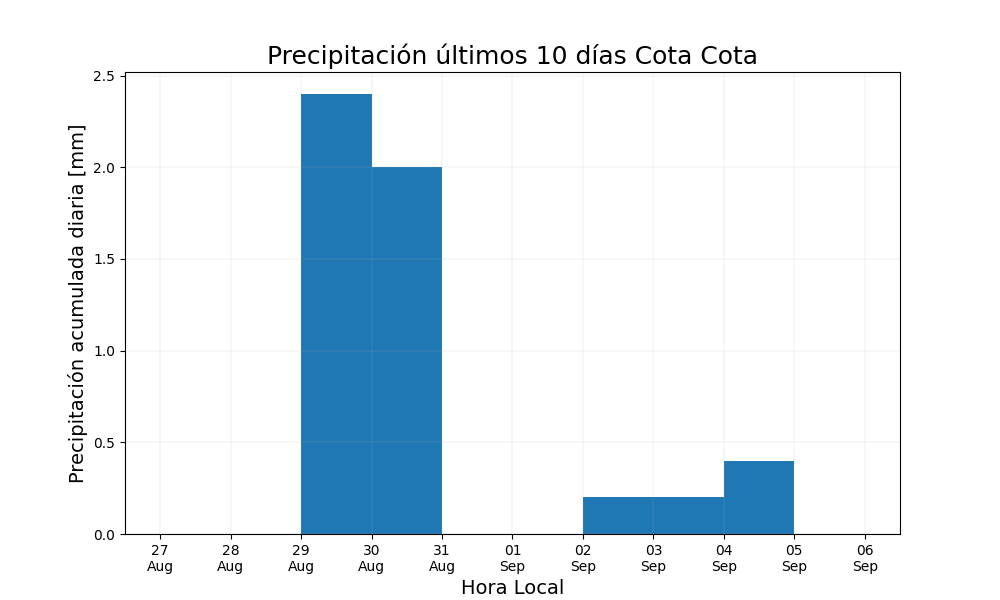 Precipitación últimos 10 días Cota Cota
Precipitación acumulada diaria [mm]
2.5
2.0
1.5
1.0
0.5
0.0
27 28 29 30 31 01 02 03 04 05 06
Aug Aug Aug Aug Aug Sep Sep Sep Sep Sep Sep
Hora Local